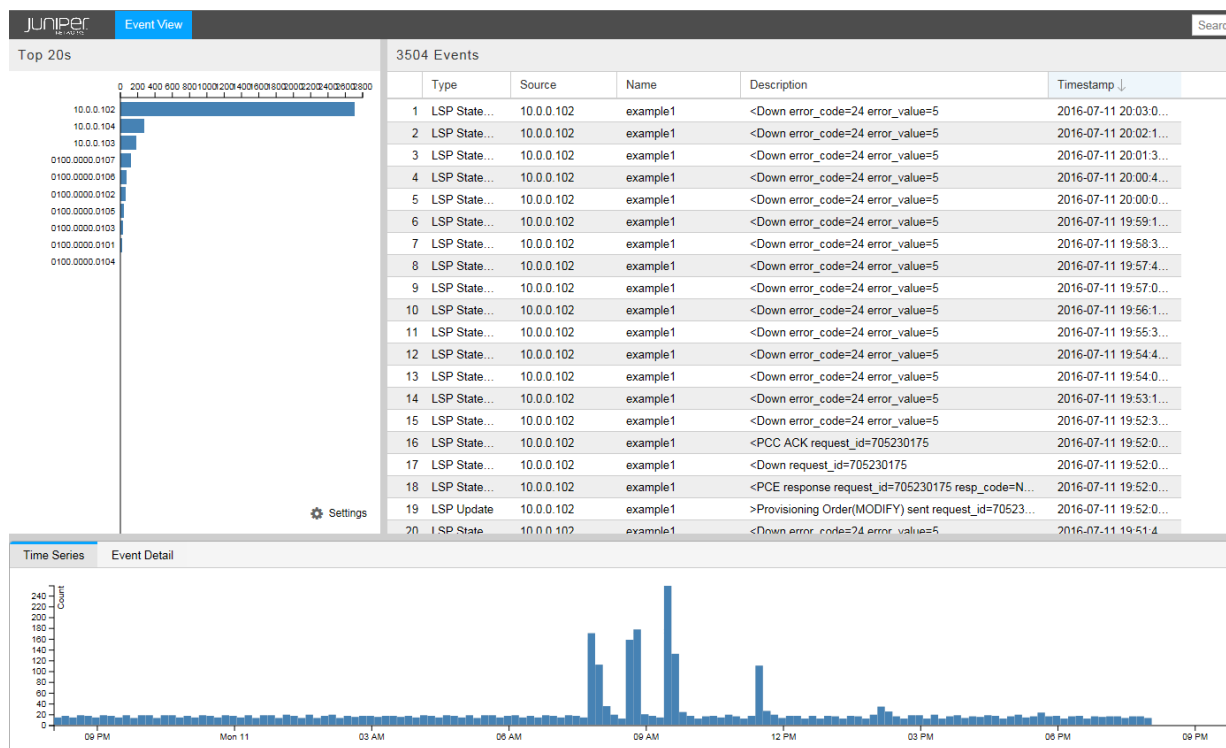 JUNIPEr Event View Searc
NETWORKS
Top 20s
3504 Events
0 200 400 600 800 1000 1200 1400 1600 1800 2000 2200 2400 2600 2800
10.0.0.102
10.0.0.104
10.0.0.103
0100.0000.0107
0100.0000.0106
0100.0000.0102
0100.0000.0105
0100.0000.0103
0100.0000.0101
0100.0000.0104
Settings
Type Source Name Description Timestamp ↓
1 LSP State... 10.0.0.102 example1 <Down error_code=24 error_value=5 2016-07-11 20:03:0...
2 LSP State... 10.0.0.102 example1 <Down error_code=24 error_value=5 2016-07-11 20:02:1...
3 LSP State... 10.0.0.102 example1 <Down error_code=24 error_value=5 2016-07-11 20:01:3...
4 LSP State... 10.0.0.102 example1 <Down error_code=24 error_value=5 2016-07-11 20:00:4...
5 LSP State... 10.0.0.102 example1 <Down error_code=24 error_value=5 2016-07-11 20:00:0...
6 LSP State... 10.0.0.102 example1 <Down error_code=24 error_value=5 2016-07-11 19:59:1...
7 LSP State... 10.0.0.102 example1 <Down error_code=24 error_value=5 2016-07-11 19:58:3...
8 LSP State... 10.0.0.102 example1 <Down error_code=24 error_value=5 2016-07-11 19:57:4...
9 LSP State... 10.0.0.102 example1 <Down error_code=24 error_value=5 2016-07-11 19:57:0...
10 LSP State... 10.0.0.102 example1 <Down error_code=24 error_value=5 2016-07-11 19:56:1...
11 LSP State... 10.0.0.102 example1 <Down error_code=24 error_value=5 2016-07-11 19:55:3...
12 LSP State... 10.0.0.102 example1 <Down error_code=24 error_value=5 2016-07-11 19:54:4...
13 LSP State... 10.0.0.102 example1 <Down error_code=24 error_value=5 2016-07-11 19:54:0...
14 LSP State... 10.0.0.102 example1 <Down error_code=24 error_value=5 2016-07-11 19:53:1...
15 LSP State... 10.0.0.102 example1 <Down error_code=24 error_value=5 2016-07-11 19:52:3...
16 LSP State... 10.0.0.102 example1 <PCC ACK request_id=705230175 2016-07-11 19:52:0...
17 LSP State... 10.0.0.102 example1 <Down request_id=705230175 2016-07-11 19:52:0...
18 LSP State... 10.0.0.102 example1 <PCE response request_id=705230175 resp_code=N... 2016-07-11 19:52:0...
19 LSP Update 10.0.0.102 example1 >Provisioning Order(MODIFY) sent request_id=70523... 2016-07-11 19:52:0...
20 LSP State 10.0.0.102 example1 <Down error_code=24 error_value=5 2016-07-11 19:51:4
Time Series Event Detail
Count
240
220
200
180
160
140
120
100
80
60
40
20
0
09 PM Mon 11 03 AM 06 AM 09 AM 12 PM 03 PM 06 PM 09 PM